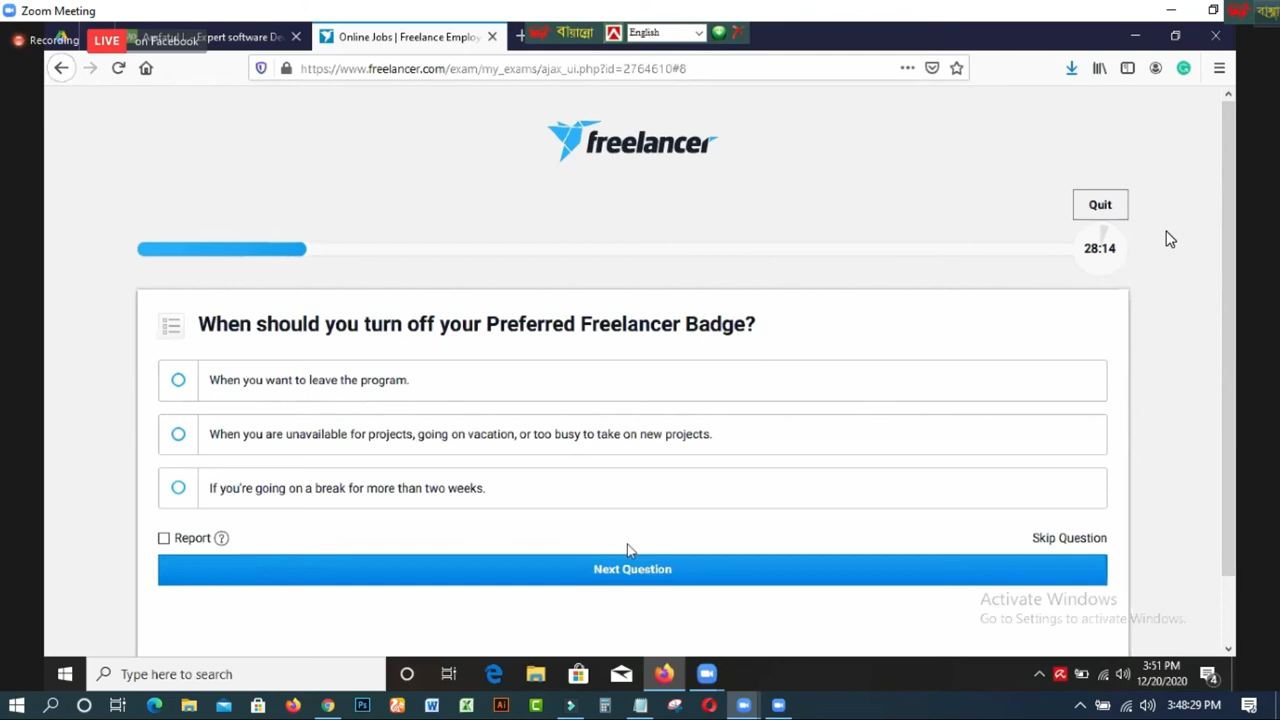 Zoom Meeting
Recording
LIVE
on Facebook
Expert software De
Online Jobs | Freelance Employ
বায়ান্নো
English
https://www.freelancer.com/exam/my_exams/ajax_ui.php?id=2764610#8
freelancer
Quit
28:14
When should you turn off your Preferred Freelancer Badge?
When you want to leave the program.
When you are unavailable for projects, going on vacation, or too busy to take on new projects.
If you're going on a break for more than two weeks.
Report ?
Skip Question
Next Question
Activate Windows
Go to Settings to activate Windows.
Type here to search
3:51 PM
12/20/2020
4
3:48:29 PM